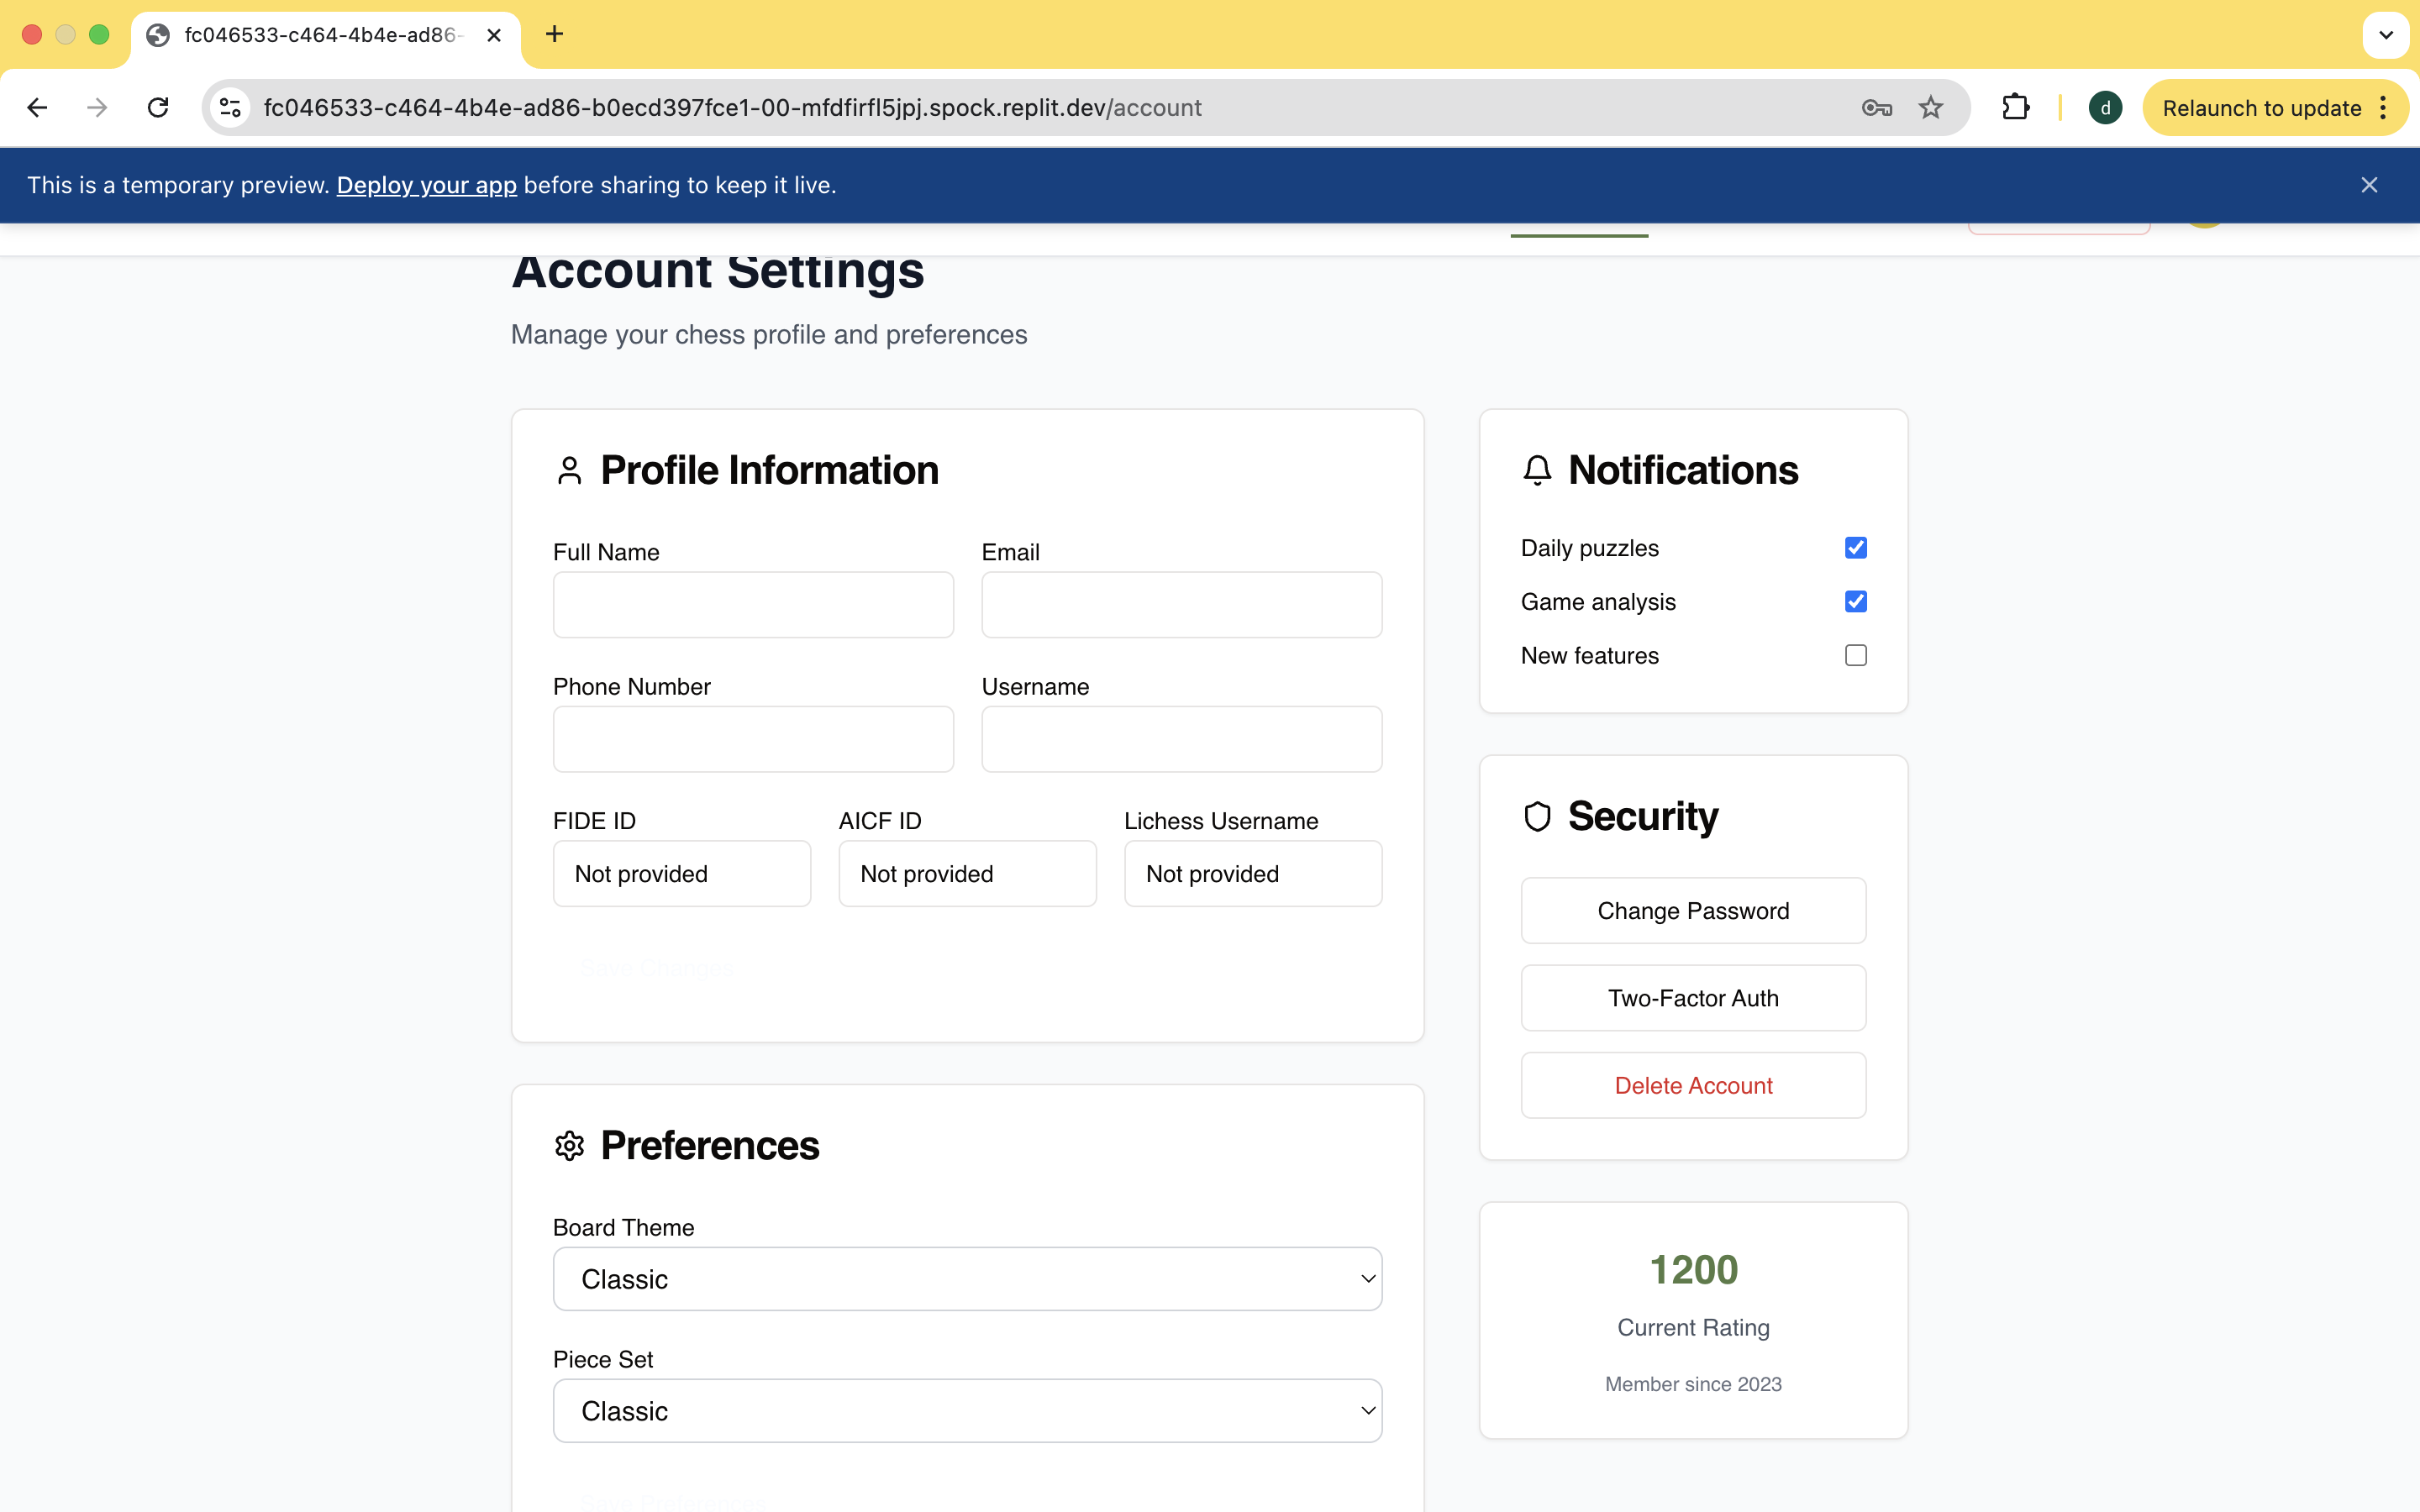 fc046533-c464-4b4e-ad86-
fc046533-c464-4b4e-ad86-b0ecd397fce1-00-mfdfirfl5jpj.spock.replit.dev/account
d
Relaunch to update
This is a temporary preview. Deploy your app before sharing to keep it live.
Account Settings
Manage your chess profile and preferences
Profile Information
Full Name
Email
Phone Number
Username
FIDE ID
AICF ID
Lichess Username
Not provided
Not provided
Not provided
Save Changes
Preferences
Board Theme
Classic
Piece Set
Classic
Save Preferences
Notifications
Daily puzzles
Game analysis
New features
Security
Change Password
Two-Factor Auth
Delete Account
1200
Current Rating
Member since 2023